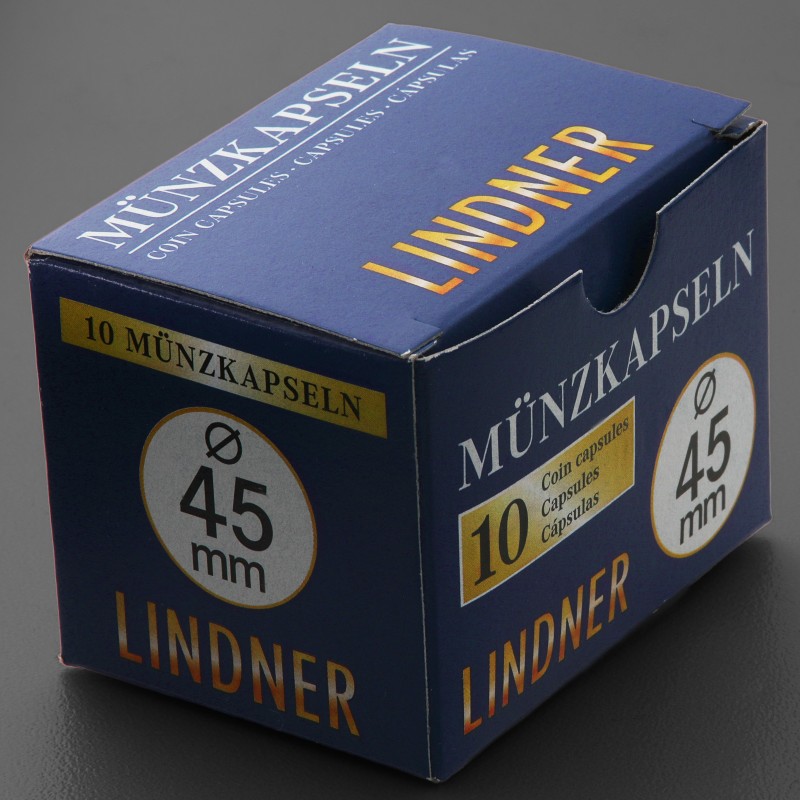 MÜNZKAPSELN
COIN CAPSULES · CAPSULES · CÁPSULAS
LINDNER
10 MÜNZKAPSELN
Ø
45
mm
LINDNER
MÜNZKAPSELN
10
Coin capsules
Capsules
Cápsulas
Ø
45
mm
LINDNER